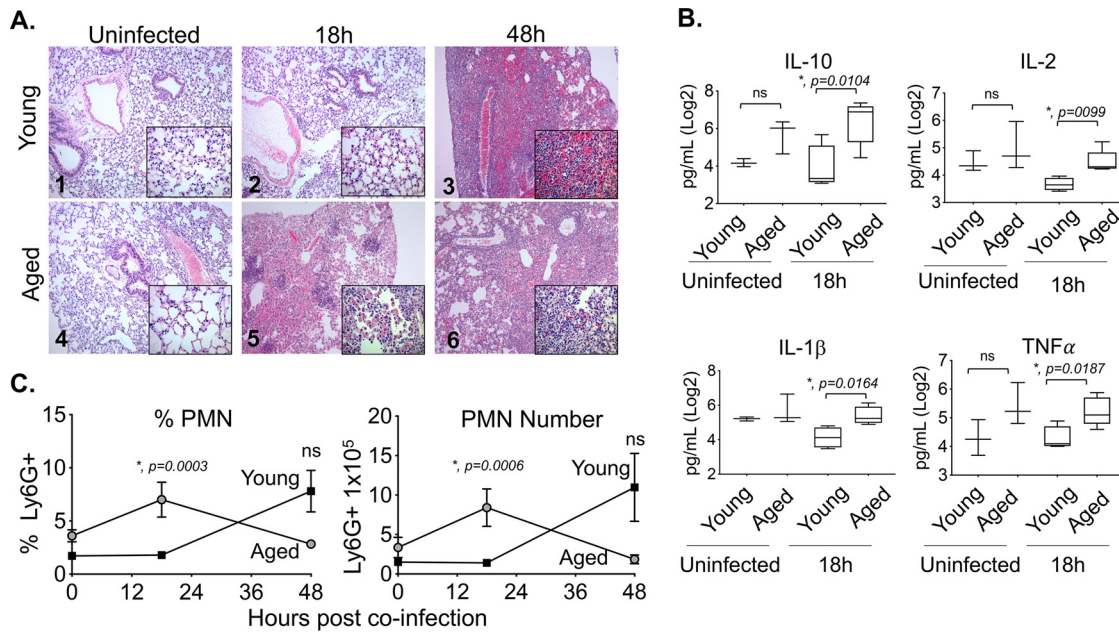 A.
Uninfected 18h 48h
Young
1 2 3
Aged
4 5 6
B.
IL-10
*, p=0.0104
ns
pg/mL (Log2)
8
6
4
2
Young Aged Young Aged
Uninfected 18h
IL-2
ns
*, p=0099
pg/mL (Log2)
6
5
4
3
Young Aged Young Aged
Uninfected 18h
IL-1β
*, p=0.0164
ns
pg/mL (Log2)
8
6
4
2
Young Aged Young Aged
Uninfected 18h
TNFα
ns
*, p=0.0187
pg/mL (Log2)
7
6
5
4
3
Young Aged Young Aged
Uninfected 18h
C.
% PMN
% Ly6G+
15
10
5
0
*, p=0.0003
ns
Young
Aged
0 12 24 36 48
PMN Number
Ly6G+ 1x10⁵
20
15
10
5
0
*, p=0.0006
ns
Young
Aged
0 12 24 36 48
Hours post co-infection